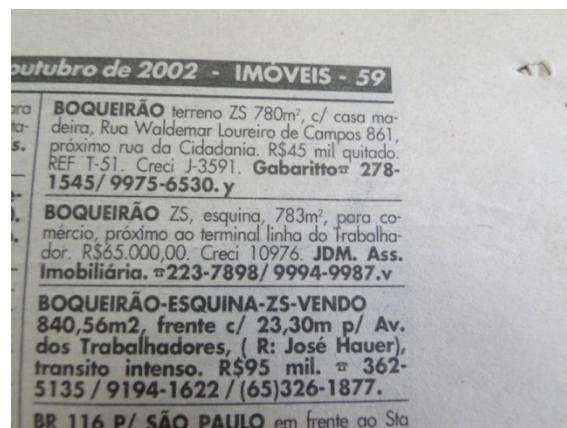 outubro de 2002 - IMÓVEIS - 59
BOQUEIRÃO terreno ZS 780m², c/ casa ma-
deira, Rua Waldemar Loureiro de Campos 861,
próximo rua da Cidadania. R$45 mil quitado.
REF T-51. Creci J-3591. Gabaritto☎ 278-
1545/ 9975-6530. y
BOQUEIRÃO ZS, esquina, 783m², para co-
mércio, próximo ao terminal linha do Trabalha-
dor. R$65.000,00. Creci 10976. JDM. Ass.
Imobiliária. ☎223-7898/ 9994-9987.v
BOQUEIRÃO-ESQUINA-ZS-VENDO
840,56m2, frente c/ 23,30m p/ Av.
dos Trabalhadores, ( R: José Hauer),
transito intenso. R$95 mil. ☎ 362-
5135 / 9194-1622 / (65)326-1877.
BR 116 P/ SÃO PAULO em frente ao Sta